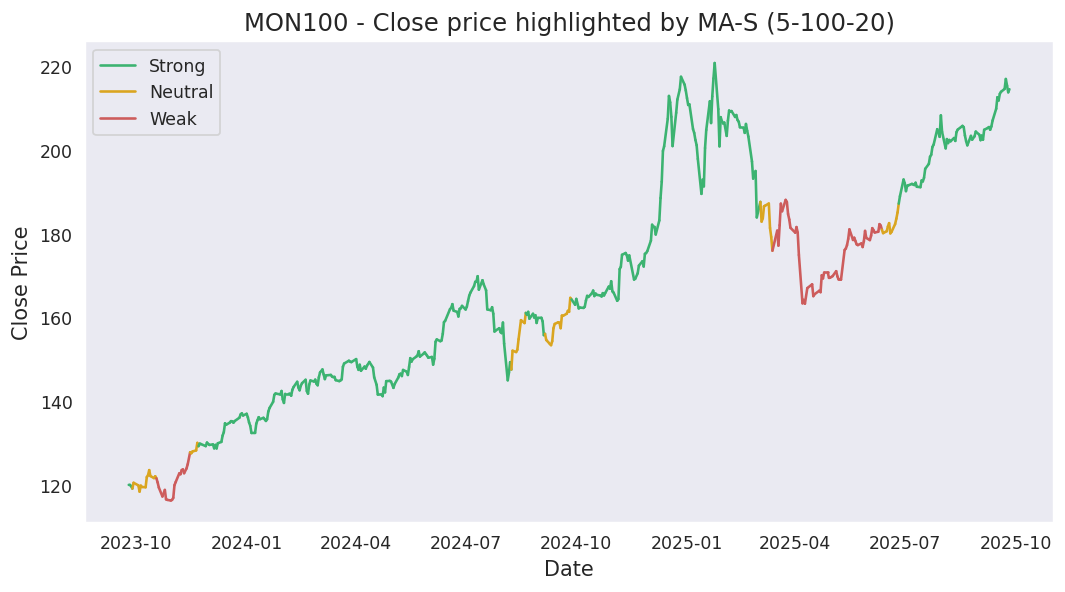 MON100 - Close price highlighted by MA-S (5-100-20)
Strong
Neutral
Weak
Close Price
220
200
180
160
140
120
2023-10
2024-01
2024-04
2024-07
2024-10
2025-01
2025-04
2025-07
2025-10
Date